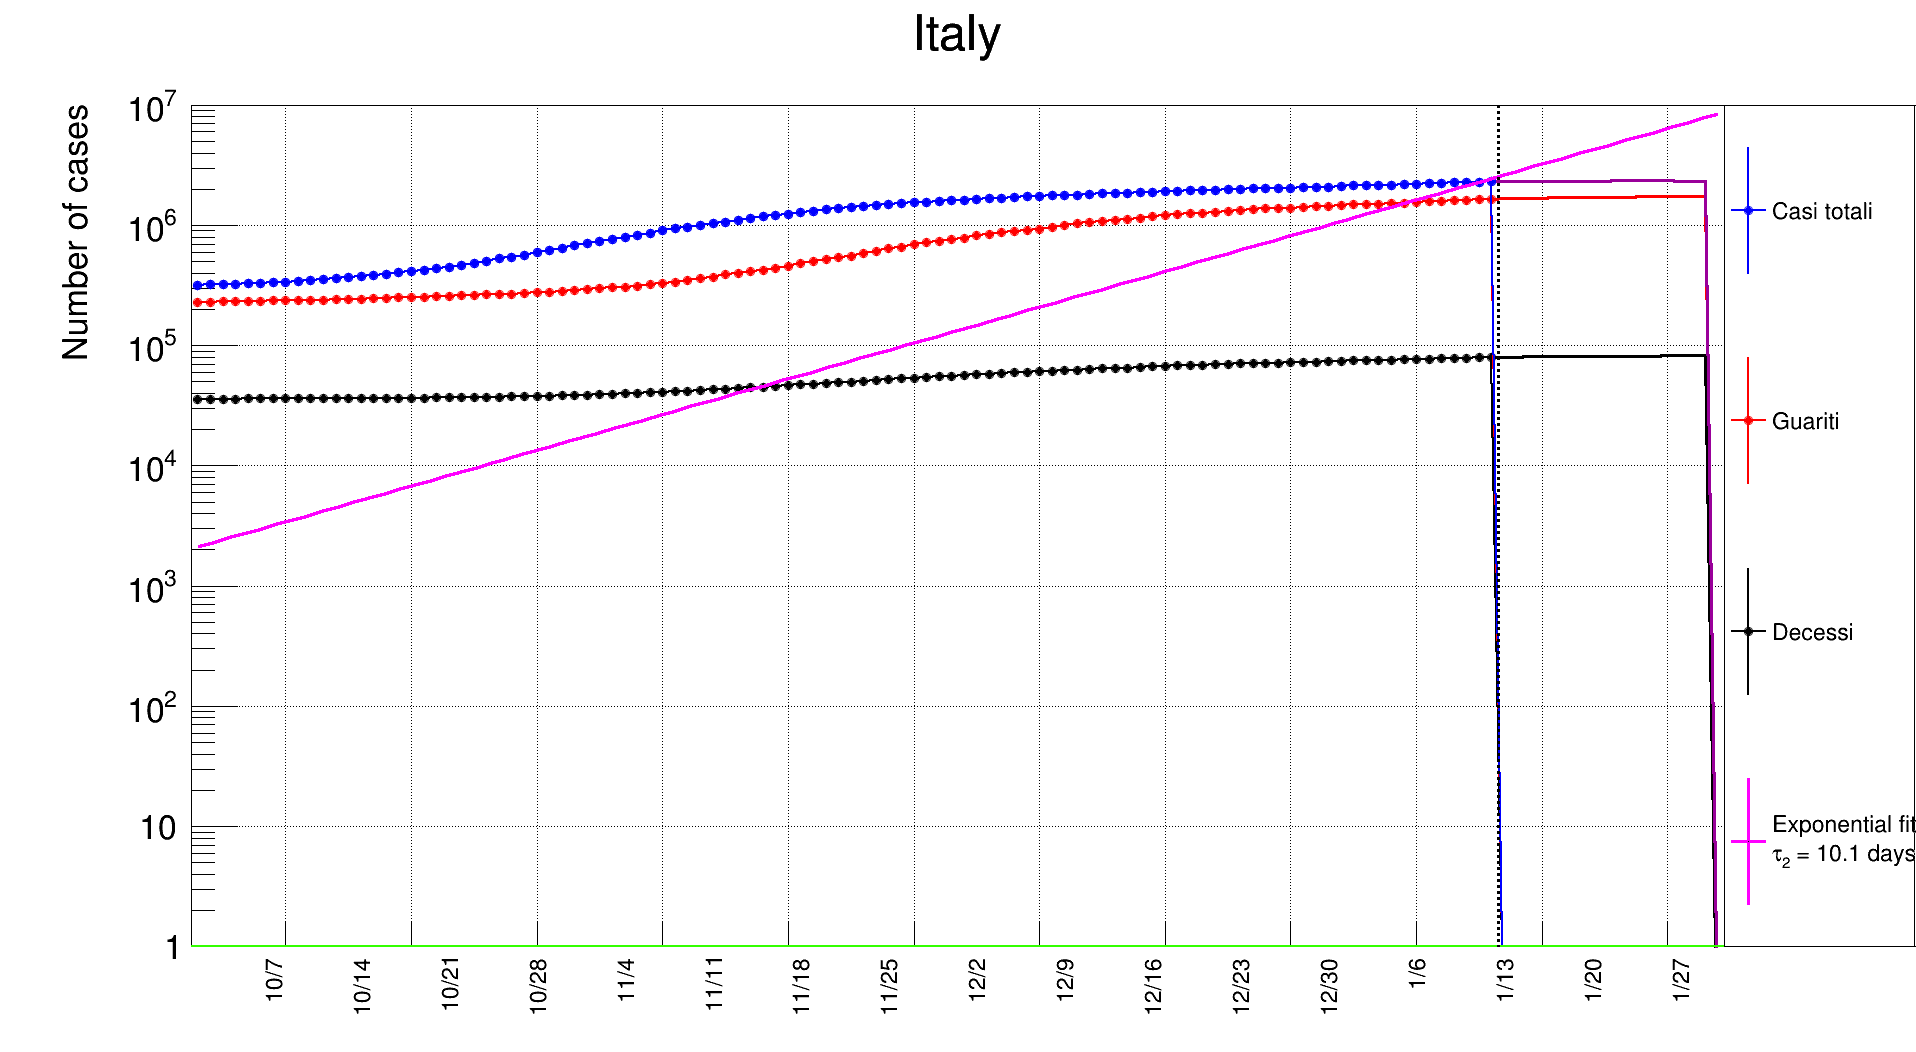 Italy
Number of cases
10^7
10^6
10^5
10^4
10^3
10^2
10
1
10/7 10/14 10/21 10/28 11/4 11/11 11/18 11/25 12/2 12/9 12/16 12/23 12/30 1/6 1/13 1/20 1/27
Casi totali
Guariti
Decessi
Exponential fit
τ₂ = 10.1 days